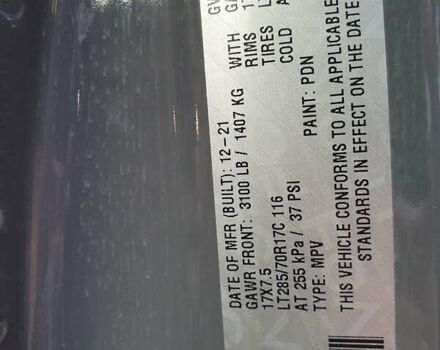 DATE OF MFR (BUILT): 12-21 GV
GAWR FRONT: 3100 LB / 1407 KG WITH
17X7.5 RIMS
LT285/70R17C 116 TIRES
AT 255 kPa / 37 PSI COLD
TYPE: MPV PAINT: PDN
THIS VEHICLE CONFORMS TO ALL APPLICABLE
STANDARDS IN EFFECT ON THE DATE